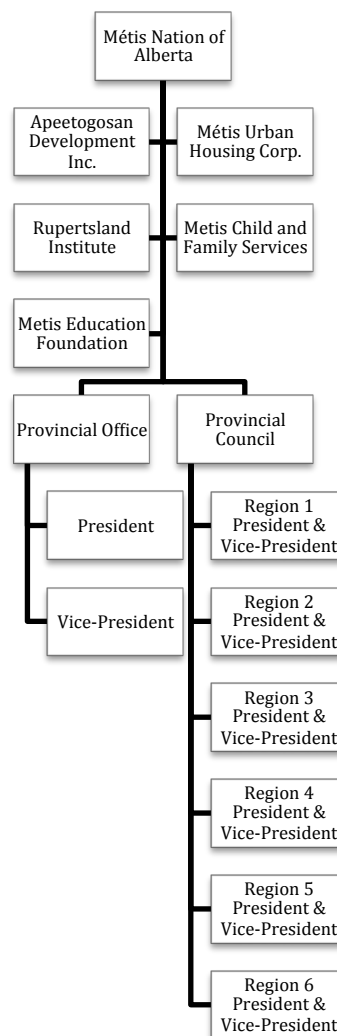 Métis Nation of
Alberta
Apeetogosan
Development
Inc.
Métis Urban
Housing Corp.
Rupertsland
Institute
Metis Child and
Family Services
Metis Education
Foundation
Provincial Office
Provincial
Council
President
Vice-President
Region 1
President &
Vice-President
Region 2
President &
Vice-President
Region 3
President &
Vice-President
Region 4
President &
Vice-President
Region 5
President &
Vice-President
Region 6
President &
Vice-President